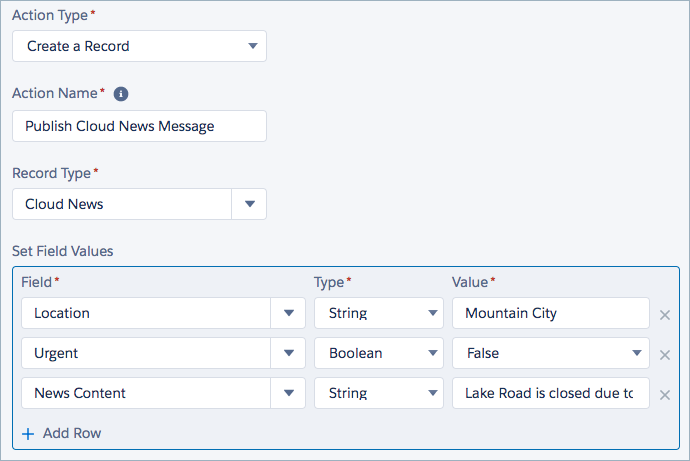 Action Type*
Create a Record
Action Name*
Publish Cloud News Message
Record Type*
Cloud News
Set Field Values
Field* Type* Value*
Location String Mountain City
Urgent Boolean False
News Content String Lake Road is closed due to
+ Add Row